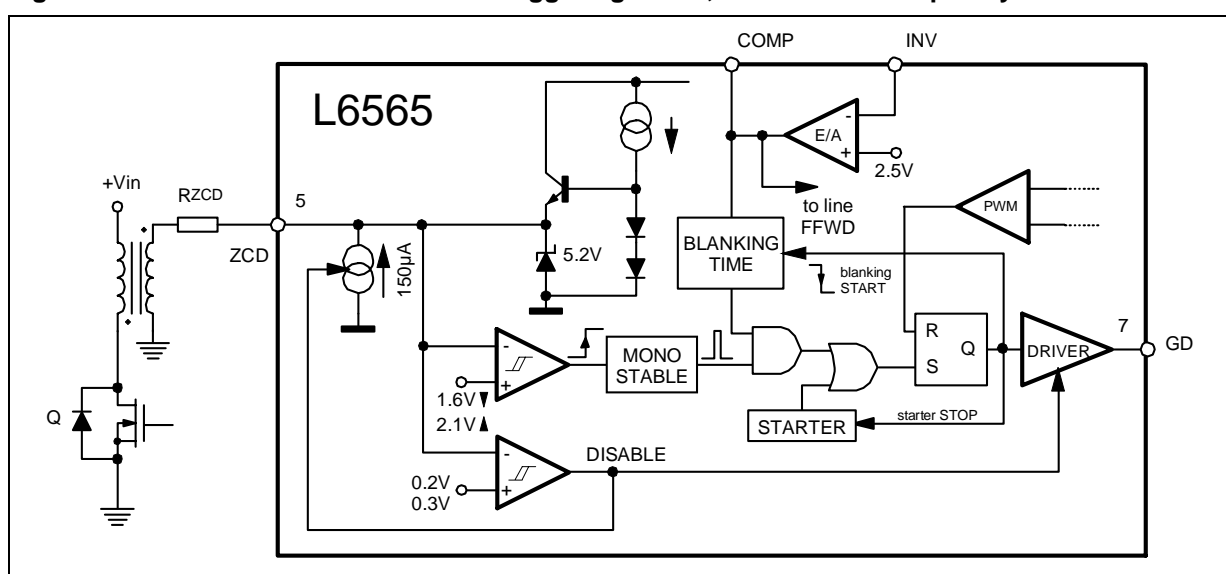 COMP INV
L6565
E/A
2.5V
+Vin
RZCD
5
ZCD
150µA
5.2V
to line
FFWD
PWM
BLANKING
TIME
blanking
START
R
S
Q
DRIVER
7
GD
MONO
STABLE
1.6V
2.1V
STARTER
starter STOP
Q
DISABLE
0.2V
0.3V
-
+
-
+
-
+